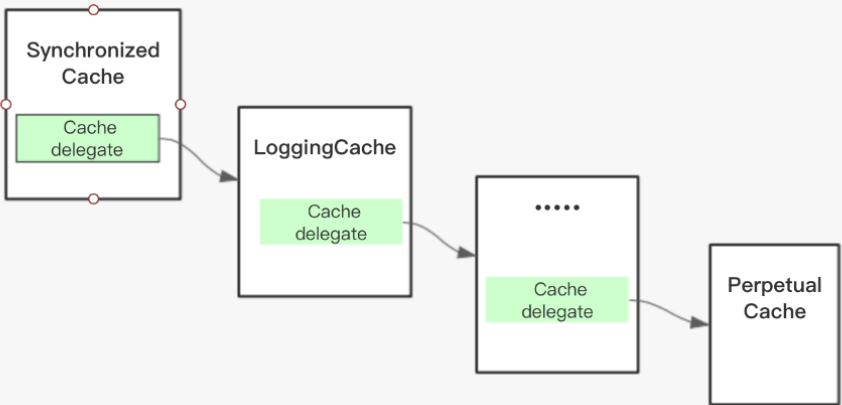 Synchronized
Cache
Cache
delegate
LoggingCache
Cache
delegate
.....
Cache
delegate
Perpetual
Cache